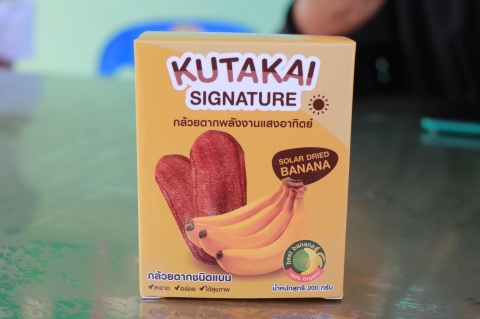 KUTAKAI
SIGNATURE
กล้วยตากพลังงานแสงอาทิตย์
SOLAR DRIED
BANANA
best banana
กล้วยตากชนิดแบน
สะอาด อร่อย ได้สุขภาพ
น้ำหนักสุทธิ 200 กรัม